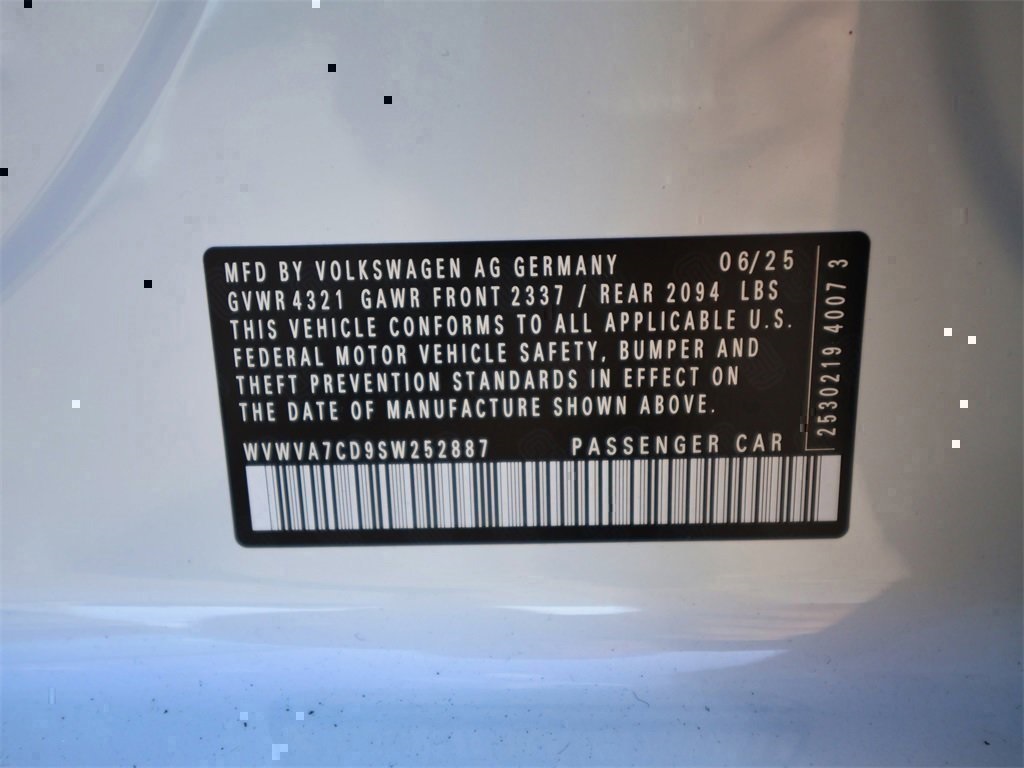 MFD BY VOLKSWAGEN AG GERMANY 06/25
GVWR 4321 GAWR FRONT 2337 / REAR 2094 LBS
THIS VEHICLE CONFORMS TO ALL APPLICABLE U.S.
FEDERAL MOTOR VEHICLE SAFETY, BUMPER AND
THEFT PREVENTION STANDARDS IN EFFECT ON
THE DATE OF MANUFACTURE SHOWN ABOVE.
WVWVA7CD9SW252887 PASSENGER CAR
2530219 4007 3